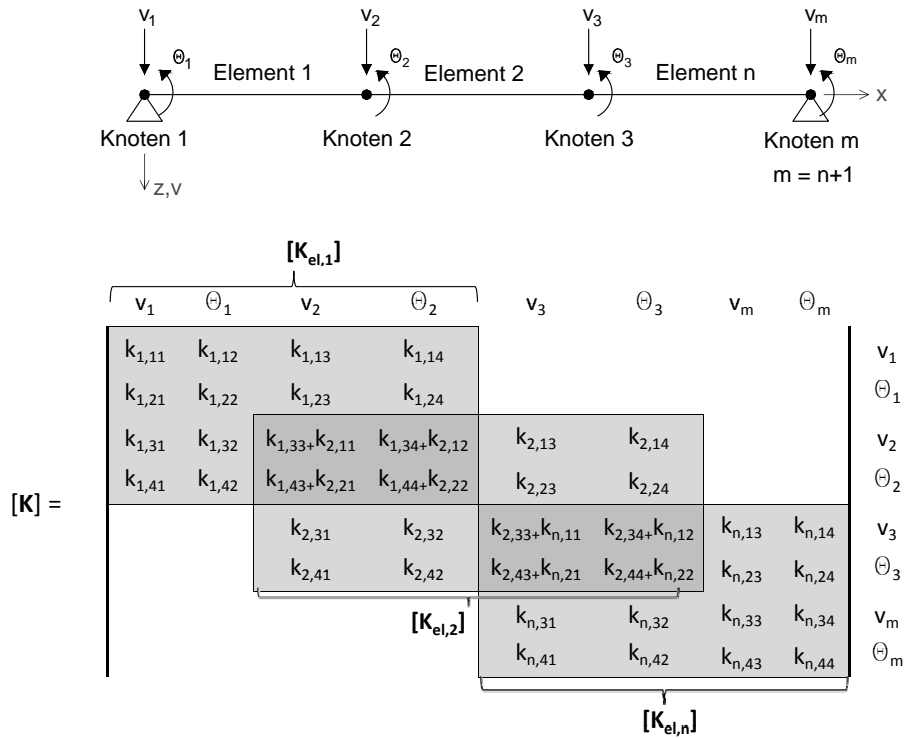 v1 v2 v3 vm
Θ1 Θ2 Θ3 Θm
Element 1 Element 2 Element n
x
Knoten 1 Knoten 2 Knoten 3 Knoten m
z,v
m = n+1
[Kel,1]
v1 Θ1 v2 Θ2 v3 Θ3 vm Θm
k1,11 k1,12 k1,13 k1,14 v1
k1,21 k1,22 k1,23 k1,24 Θ1
k1,31 k1,32 k1,33+k2,11 k1,34+k2,12 k2,13 k2,14 v2
k1,41 k1,42 k1,43+k2,21 k1,44+k2,22 k2,23 k2,24 Θ2
[K] =
k2,31 k2,32 k2,33+kn,11 k2,34+kn,12 kn,13 kn,14 v3
k2,41 k2,42 k2,43+kn,21 k2,44+kn,22 kn,23 kn,24 Θ3
[Kel,2]
kn,31 kn,32 kn,33 kn,34 vm
kn,41 kn,42 kn,43 kn,44 Θm
[Kel,n]